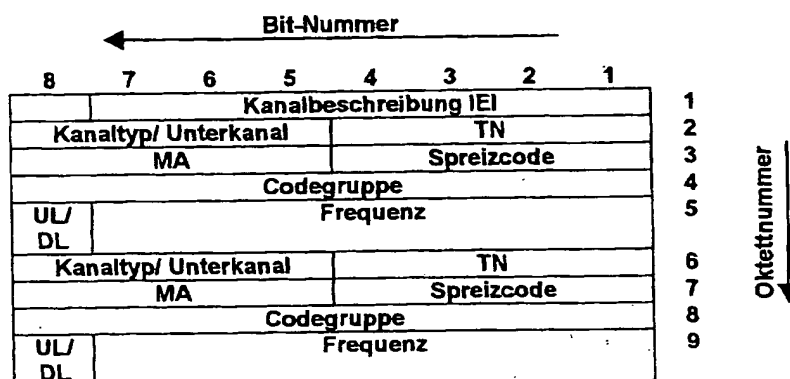 Bit-Nummer
8 7 6 5 4 3 2 1
Kanalbeschreibung IEI 1
Kanaltyp/ Unterkanal TN 2
MA Spreizcode 3
Codegruppe 4
UL/ Frequenz 5
DL
Kanaltyp/ Unterkanal TN 6
MA Spreizcode 7
Codegruppe 8
UL/ Frequenz 9
DL
Oktettnummer